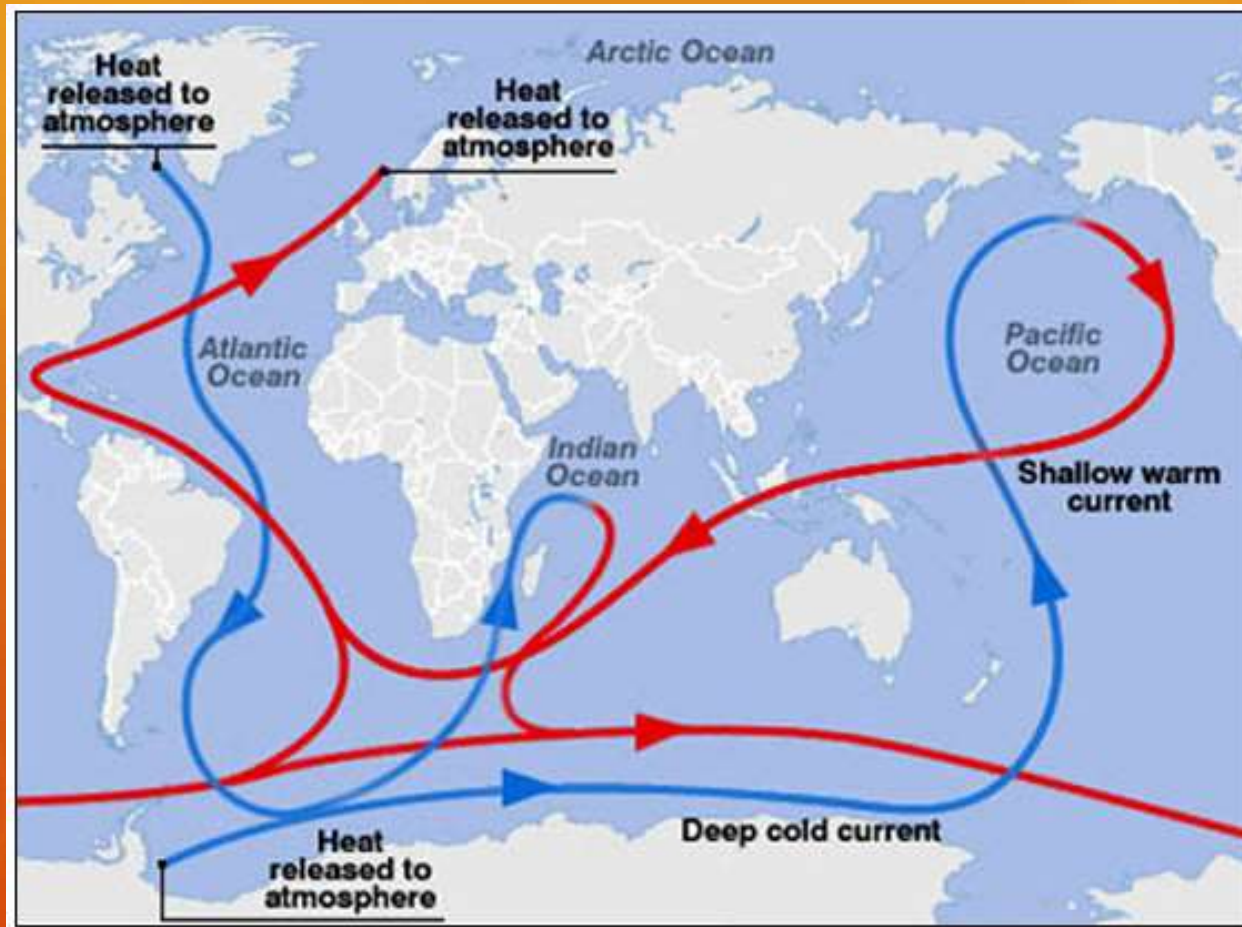 Arctic Ocean
Heat
released to
atmosphere
Heat
released to
atmosphere
Atlantic
Ocean
Pacific
Ocean
Indian
Ocean
Shallow warm
current
Deep cold current
Heat
released to
atmosphere